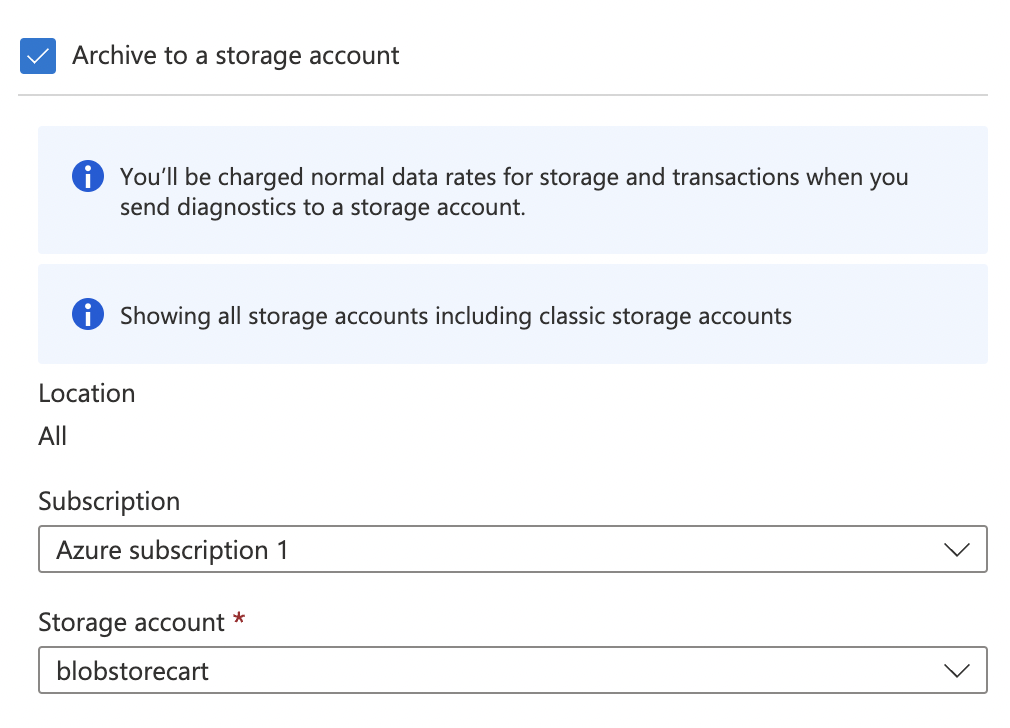 Archive to a storage account
You’ll be charged normal data rates for storage and transactions when you
send diagnostics to a storage account.
Showing all storage accounts including classic storage accounts
Location
All
Subscription
Azure subscription 1
Storage account *
blobstorecart